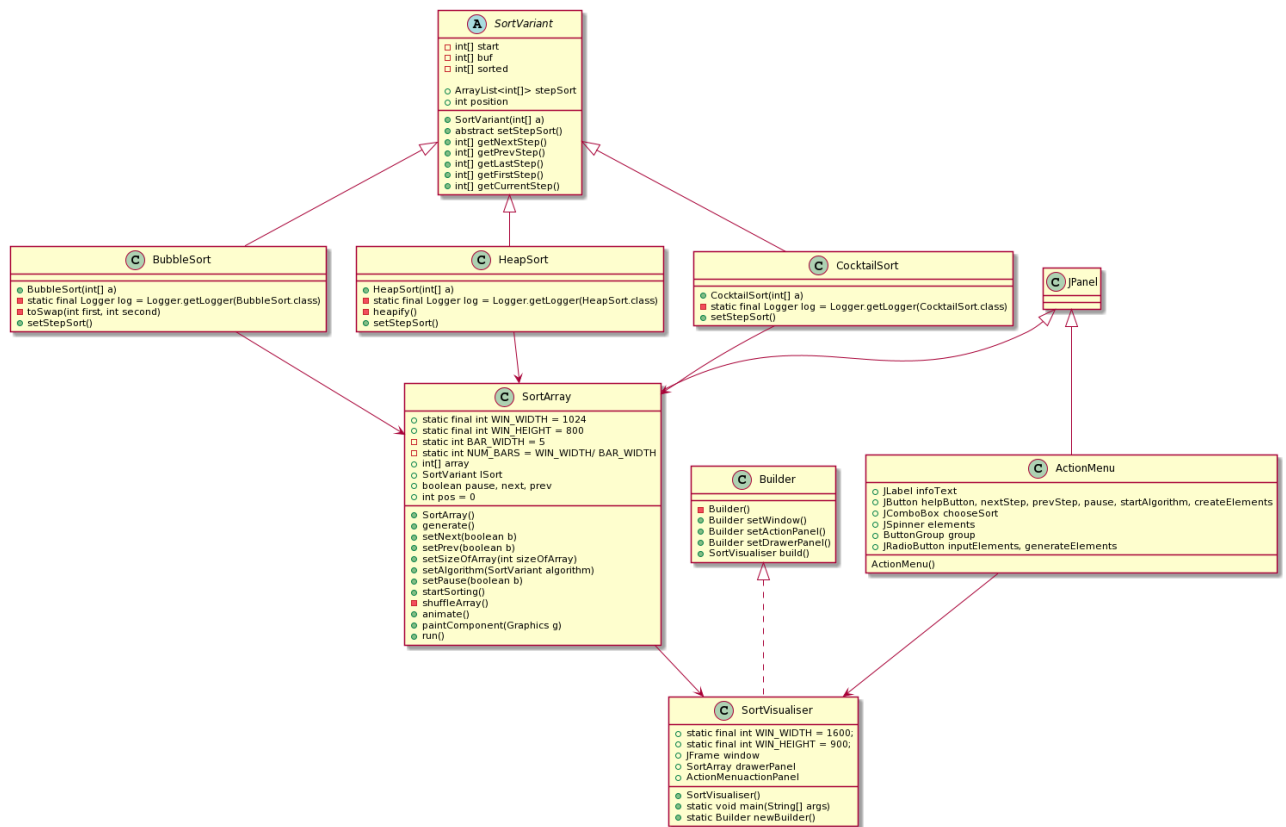 A SortVariant
int[] start
int[] buf
int[] sorted
ArrayList<int[]> stepSort
int position
SortVariant(int[] a)
abstract setStepSort()
int[] getNextStep()
int[] getPrevStep()
int[] getLastStep()
int[] getFirstStep()
int[] getCurrentStep()
C BubbleSort
BubbleSort(int[] a)
static final Logger log = Logger.getLogger(BubbleSort.class)
toSwap(int first, int second)
setStepSort()
C HeapSort
HeapSort(int[] a)
static final Logger log = Logger.getLogger(HeapSort.class)
heapify()
setStepSort()
C CocktailSort
CocktailSort(int[] a)
static final Logger log = Logger.getLogger(CocktailSort.class)
setStepSort()
C JPanel
C SortArray
static final int WIN_WIDTH = 1024
static final int WIN_HEIGHT = 800
static int BAR_WIDTH = 5
static int NUM_BARS = WIN_WIDTH/ BAR_WIDTH
int[] array
SortVariant lSort
boolean pause, next, prev
int pos = 0
SortArray()
generate()
setNext(boolean b)
setPrev(boolean b)
setSizeOfArray(int sizeOfArray)
setAlgorithm(SortVariant algorithm)
setPause(boolean b)
startSorting()
shuffleArray()
animate()
paintComponent(Graphics g)
run()
C Builder
Builder()
Builder setWindow()
Builder setActionPanel()
Builder setDrawerPanel()
SortVisualiser build()
C ActionMenu
JLabel infoText
JButton helpButton, nextStep, prevStep, pause, startAlgorithm, createElements
JComboBox chooseSort
JSpinner elements
ButtonGroup group
JRadioButton inputElements, generateElements
ActionMenu()
C SortVisualiser
static final int WIN_WIDTH = 1600;
static final int WIN_HEIGHT = 900;
JFrame window
SortArray drawerPanel
ActionMenuactionPanel
SortVisualiser()
static void main(String[] args)
static Builder newBuilder()